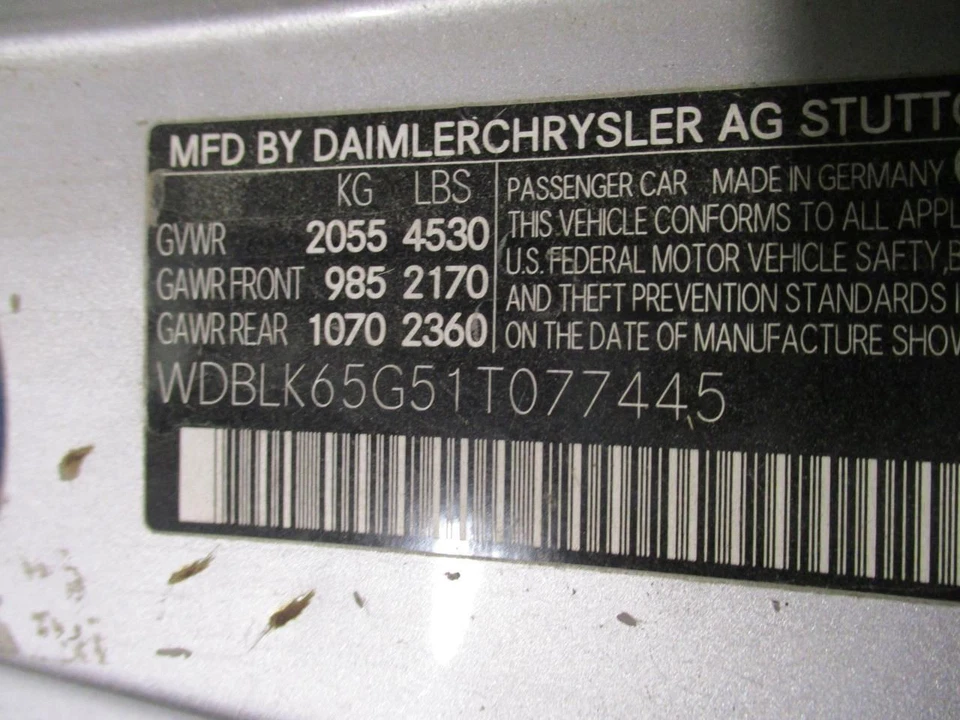 MFD BY DAIMLERCHRYSLER AG
KG LBS
GVWR 2055 4530
GAWR FRONT 985 2170
GAWR REAR 1070 2360
PASSENGER CAR MADE IN GERMANY
THIS VEHICLE CONFORMS TO ALL
U.S. FEDERAL MOTOR VEHICLE SAFTY,
AND THEFT PREVENTION STANDARDS
ON THE DATE OF MANUFACTURE
WDBLK65G51T077445